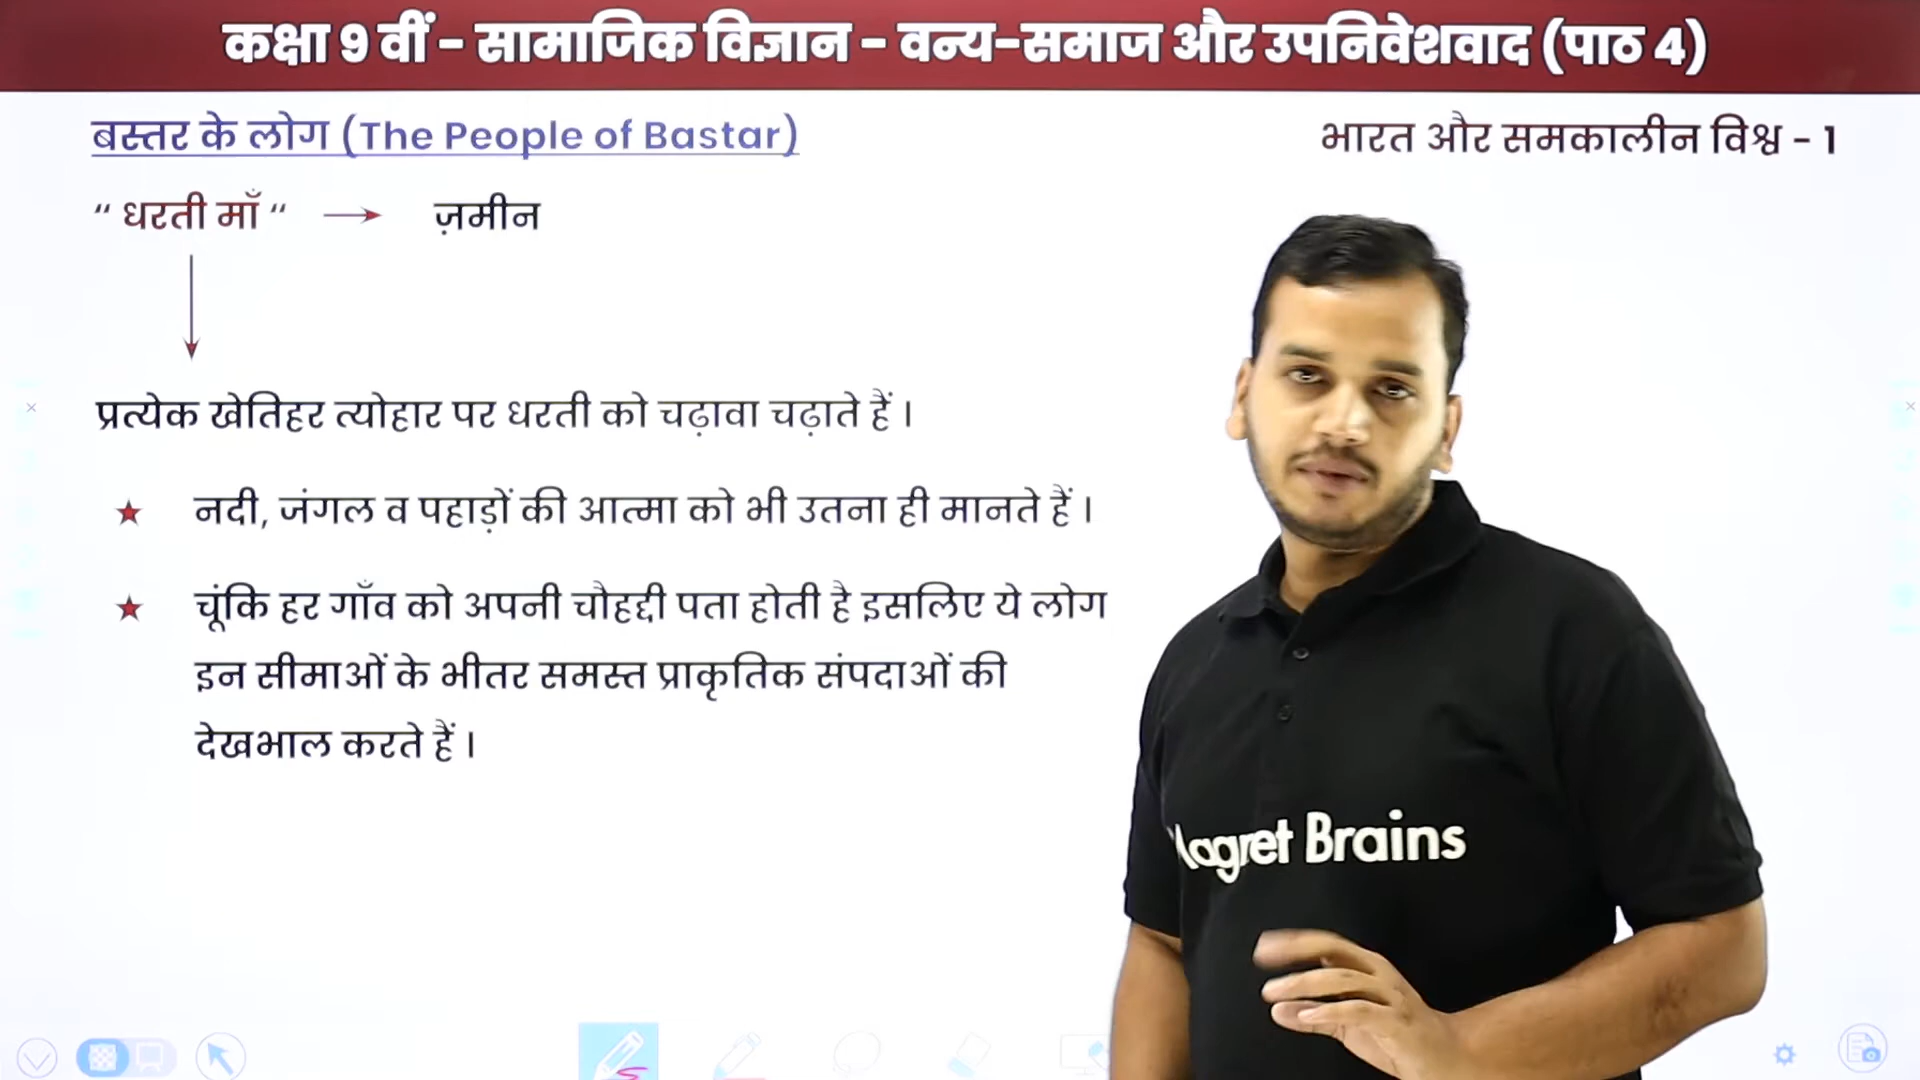 कक्षा 9 वीं - सामाजिक विज्ञान - वन्य-समाज और उपनिवेशवाद (पाठ 4)
बस्तर के लोग (The People of Bastar)
भारत और समकालीन विश्व - 1
“ धरती माँ “ → ज़मीन
प्रत्येक खेतिहर त्योहार पर धरती को चढ़ावा चढ़ाते हैं ।
★ नदी, जंगल व पहाड़ों की आत्मा को भी उतना ही मानते हैं ।
★ चूंकि हर गाँव को अपनी चौहद्दी पता होती है इसलिए ये लोग
इन सीमाओं के भीतर समस्त प्राकृतिक संपदाओं की
देखभाल करते हैं ।
Magret Brains